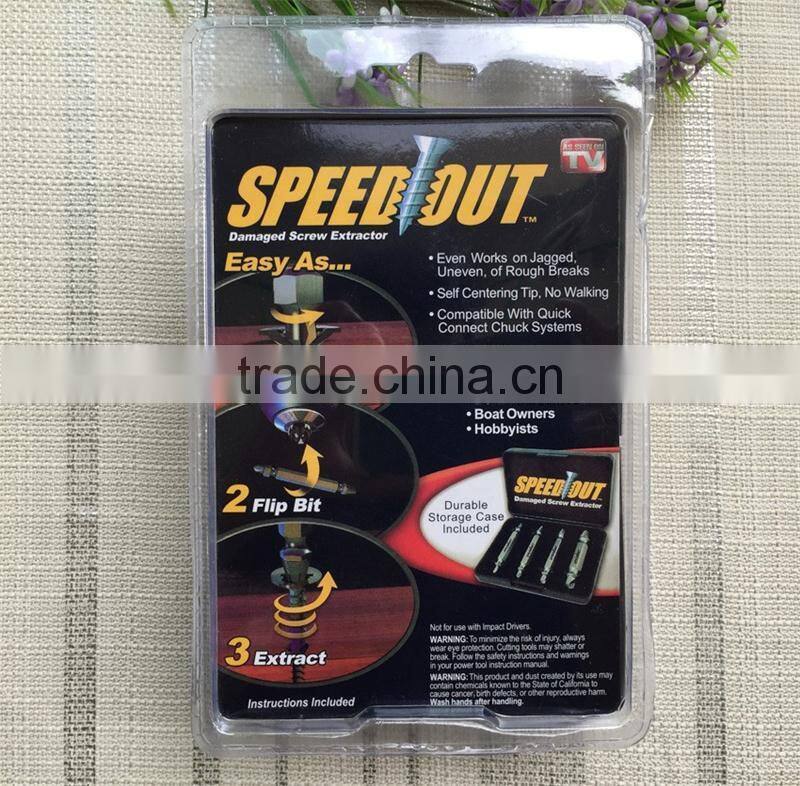 AS SEEN ON
TV
SPEEDOUT™
Damaged Screw Extractor
Easy As...
• Even Works on Jagged,
Uneven, of Rough Breaks
• Self Centering Tip, No Walking
• Compatible With Quick
Connect Chuck Systems
trade.china.cn
• Boat Owners
• Hobbyists
2 Flip Bit
Durable
Storage Case
Included
SPEEDOUT
Damaged Screw Extractor
3 Extract
Instructions Included
Not for use with Impact Drivers.
WARNING: To minimize the risk of injury, always
wear eye protection. Cutting tools may shatter or
break. Follow the safety instructions and warnings
in your power tool instruction manual.
WARNING: This product and dust created by its use may
contain chemicals known to the State of California to
cause cancer, birth defects, or other reproductive harm.
Wash hands after handling.